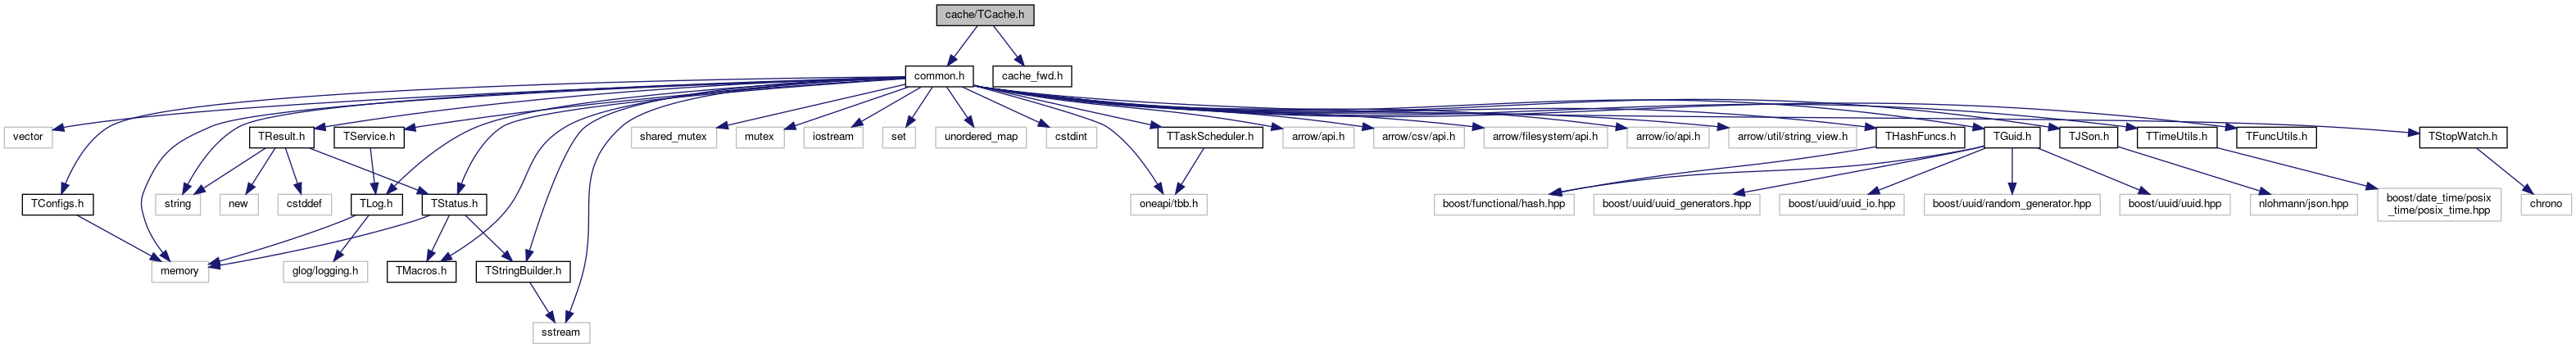 cache/TCache.h
common.h
cache_fwd.h
vector
TResult.h
TService.h
shared_mutex
mutex
iostream
set
unordered_map
cstdint
TTaskScheduler.h
arrow/api.h
arrow/csv/api.h
arrow/filesystem/api.h
arrow/io/api.h
arrow/util/string_view.h
THashFuncs.h
TGuid.h
TJSon.h
TTimeUtils.h
TFuncUtils.h
TStopWatch.h
TConfigs.h
string
new
cstddef
TLog.h
TStatus.h
oneapi/tbb.h
boost/functional/hash.hpp
boost/uuid/uuid_generators.hpp
boost/uuid/uuid_io.hpp
boost/uuid/random_generator.hpp
boost/uuid/uuid.hpp
nlohmann/json.hpp
boost/date_time/posix
_time/posix_time.hpp
chrono
memory
glog/logging.h
TMacros.h
TStringBuilder.h
sstream